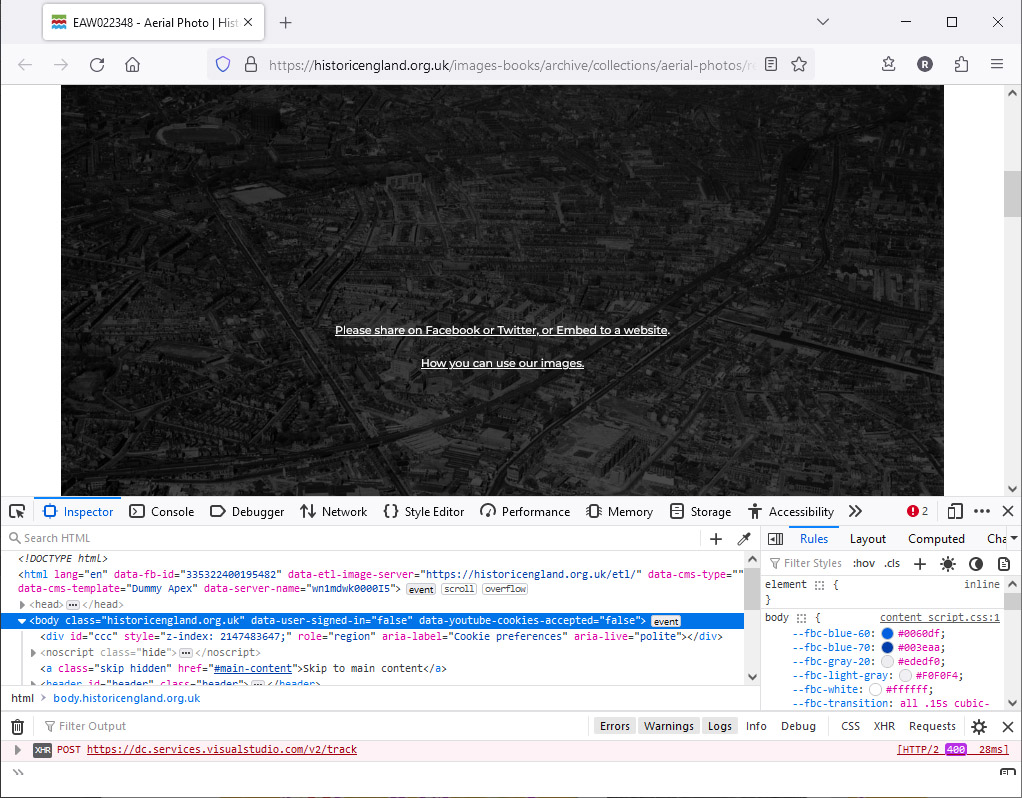 EAW022348 - Aerial Photo | Hist
https://historicengland.org.uk/images-books/archive/collections/aerial-photos/re
R
Please share on Facebook or Twitter, or Embed to a website.
How you can use our images.
Inspector Console Debugger Network Style Editor Performance Memory Storage Accessibility 2
Search HTML
Rules Layout Computed Cha
Filter Styles :hov .cls
<!DOCTYPE html>
<html lang="en" data-fb-id="335322400195482" data-etl-image-server="https://historicengland.org.uk/etl/" data-cms-type=""
data-cms-template="Dummy Apex" data-server-name="wn1mdwk0000I5"> event scroll overflow
<head> ••• </head>
<body class="historicengland.org.uk" data-user-signed-in="false" data-youtube-cookies-accepted="false"> event
<div id="ccc" style="z-index: 2147483647;" role="region" aria-label="Cookie preferences" aria-live="polite"></div>
<noscript class="hide"> ••• </noscript>
<a class="skip hidden" href="#main-content">Skip to main content</a>
<header id="header" class="header"> ••• </header>
element { inline
}
body { content_script.css:1
--fbc-blue-60: #0060df;
--fbc-blue-70: #003eaa;
--fbc-gray-20: #ededf0;
--fbc-light-gray: #F0F0F4;
--fbc-white: #ffffff;
--fbc-transition: all .15s cubic-
html > body.historicengland.org.uk
Filter Output Errors Warnings Logs Info Debug CSS XHR Requests
XHR POST https://dc.services.visualstudio.com/v2/track [HTTP/2 400 28ms]